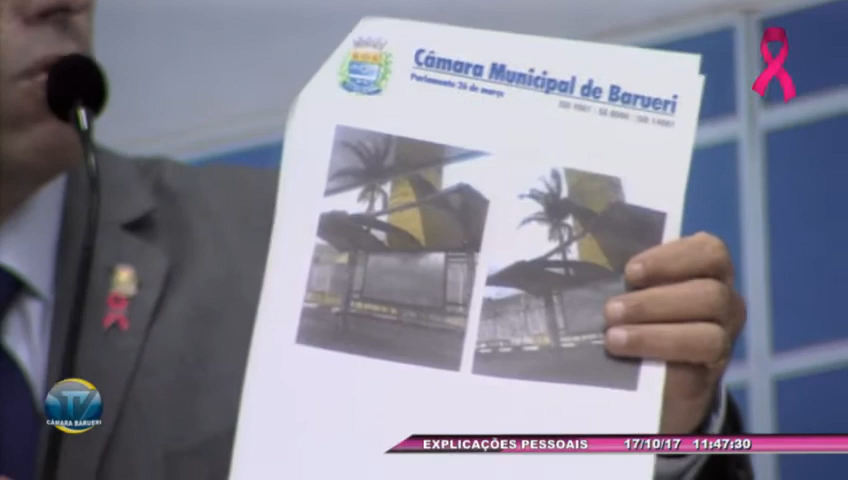 Câmara Municipal de Barueri
Parlamento 26 de março
TV
CÂMARA BARUERI
EXPLICAÇÕES PESSOAIS 17/10/17 11:47:30